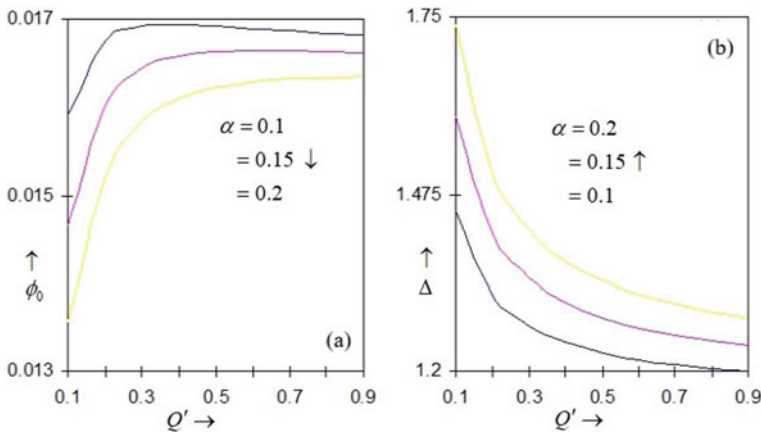 0.017
0.015
0.013
↑
ϕ₀
α = 0.1
= 0.15 ↓
= 0.2
(a)
0.1 0.3 0.5 0.7 0.9
Q′ →
1.75
1.475
1.2
↑
Δ
(b)
α = 0.2
= 0.15 ↑
= 0.1
0.1 0.3 0.5 0.7 0.9
Q′ →